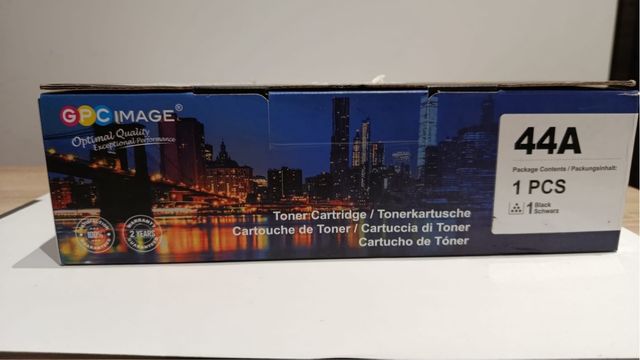 GPC IMAGE®
Optimal Quality
Exceptional Performance
44A
Package Contents / Packungsinhalt:
1 PCS
1 Black
Schwarz
Toner Cartridge / Tonerkartusche
Cartouche de Toner / Cartuccia di Toner
Cartucho de Tóner
100%
WARRANTY
2 YEARS